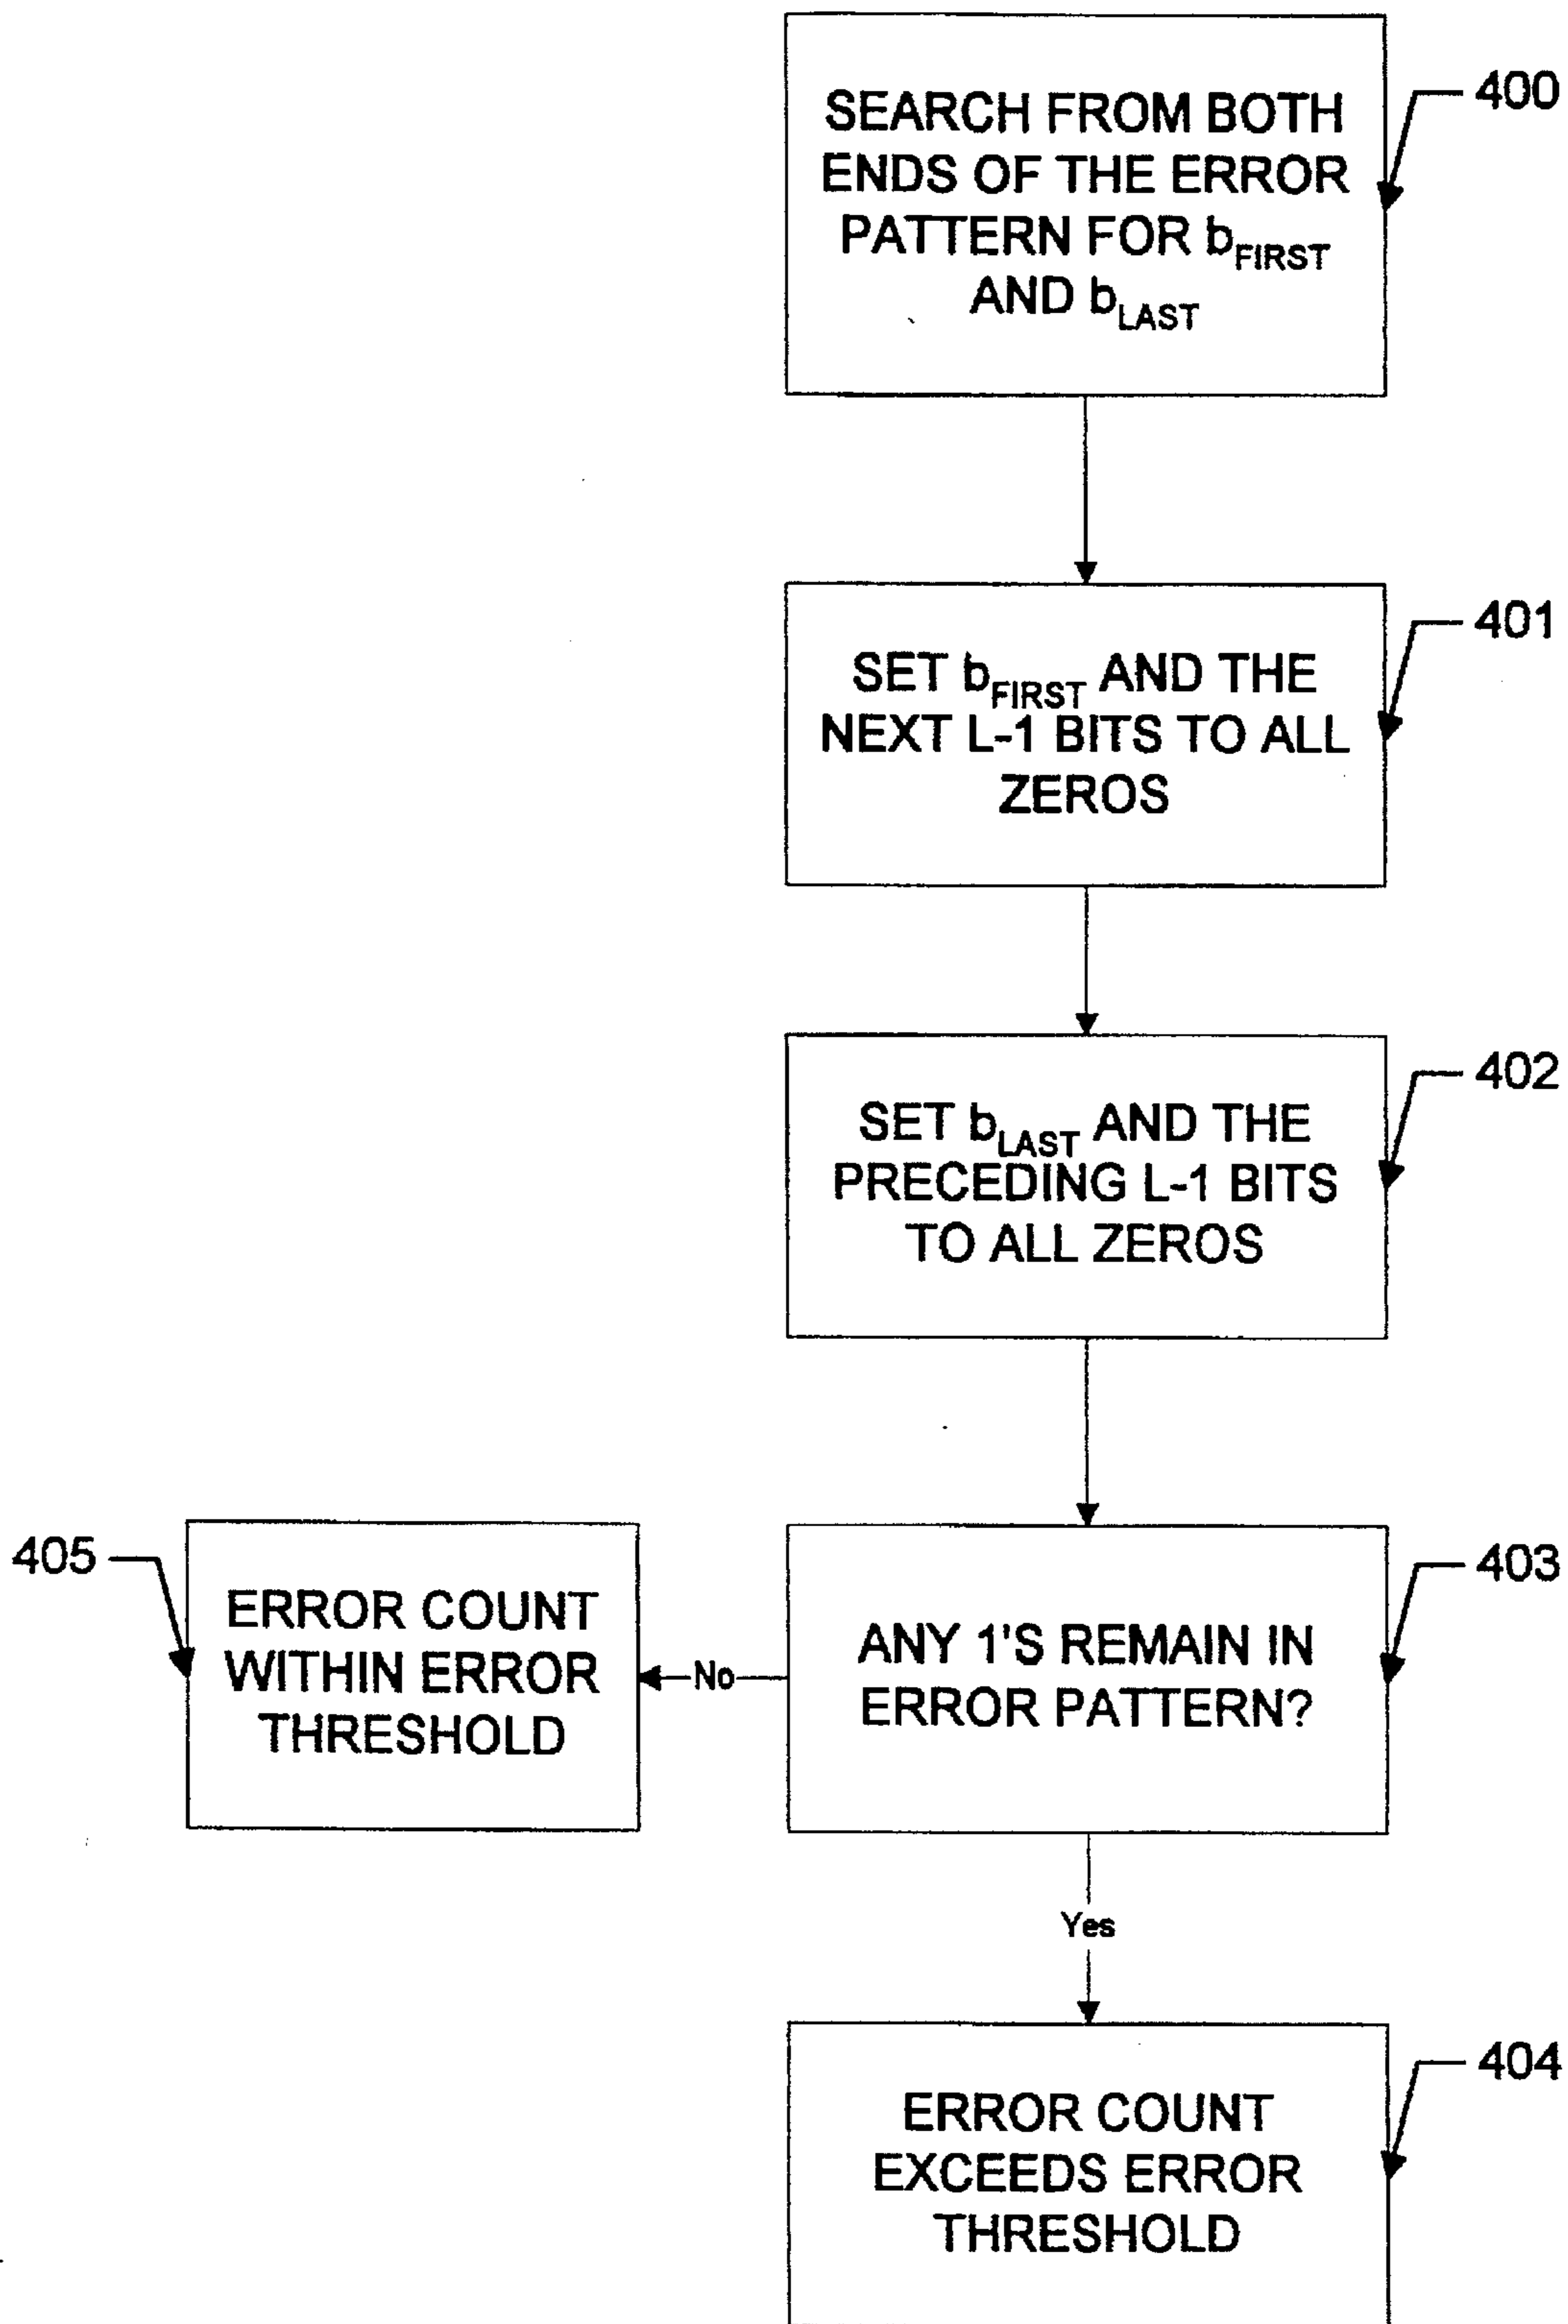 SEARCH FROM BOTH
ENDS OF THE ERROR
PATTERN FOR bFIRST
AND bLAST
400
SET bFIRST AND THE
NEXT L-1 BITS TO ALL
ZEROS
401
SET bLAST AND THE
PRECEDING L-1 BITS
TO ALL ZEROS
402
ANY 1'S REMAIN IN
ERROR PATTERN?
403
No
405
ERROR COUNT
WITHIN ERROR
THRESHOLD
Yes
ERROR COUNT
EXCEEDS ERROR
THRESHOLD
404